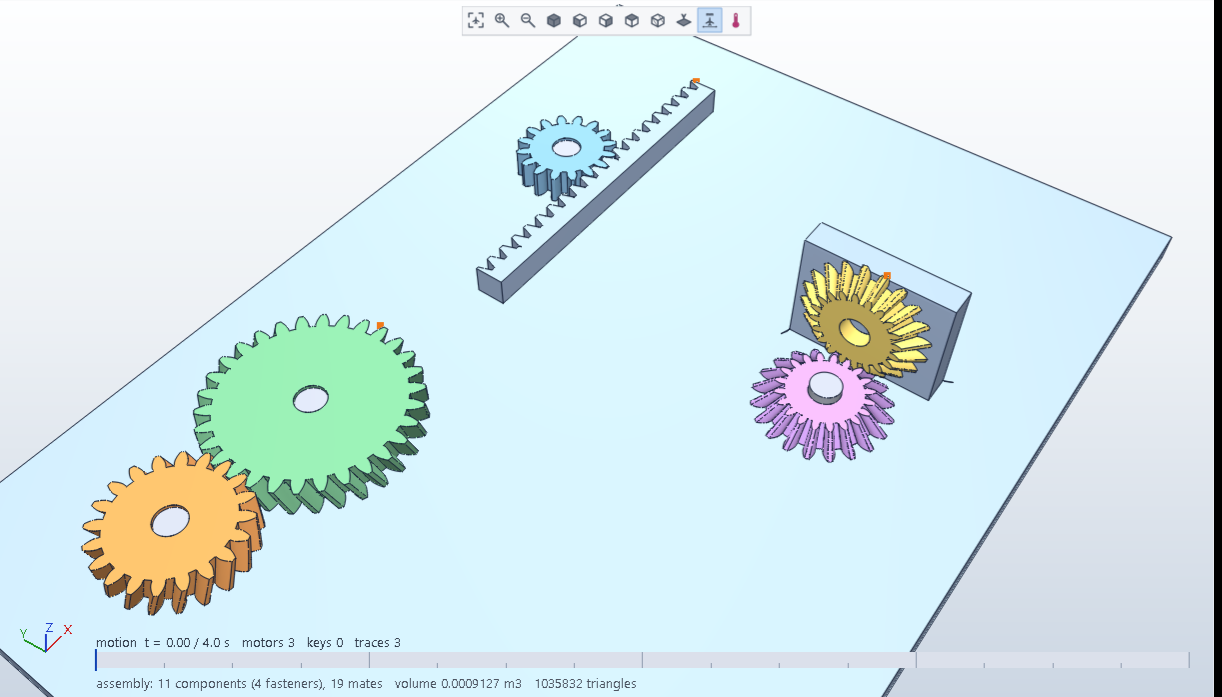 Z
Y
X
motion t = 0.00 / 4.0 s motors 3 keys 0 traces 3
assembly: 11 components (4 fasteners), 19 mates volume 0.0009127 m3 1035832 triangles